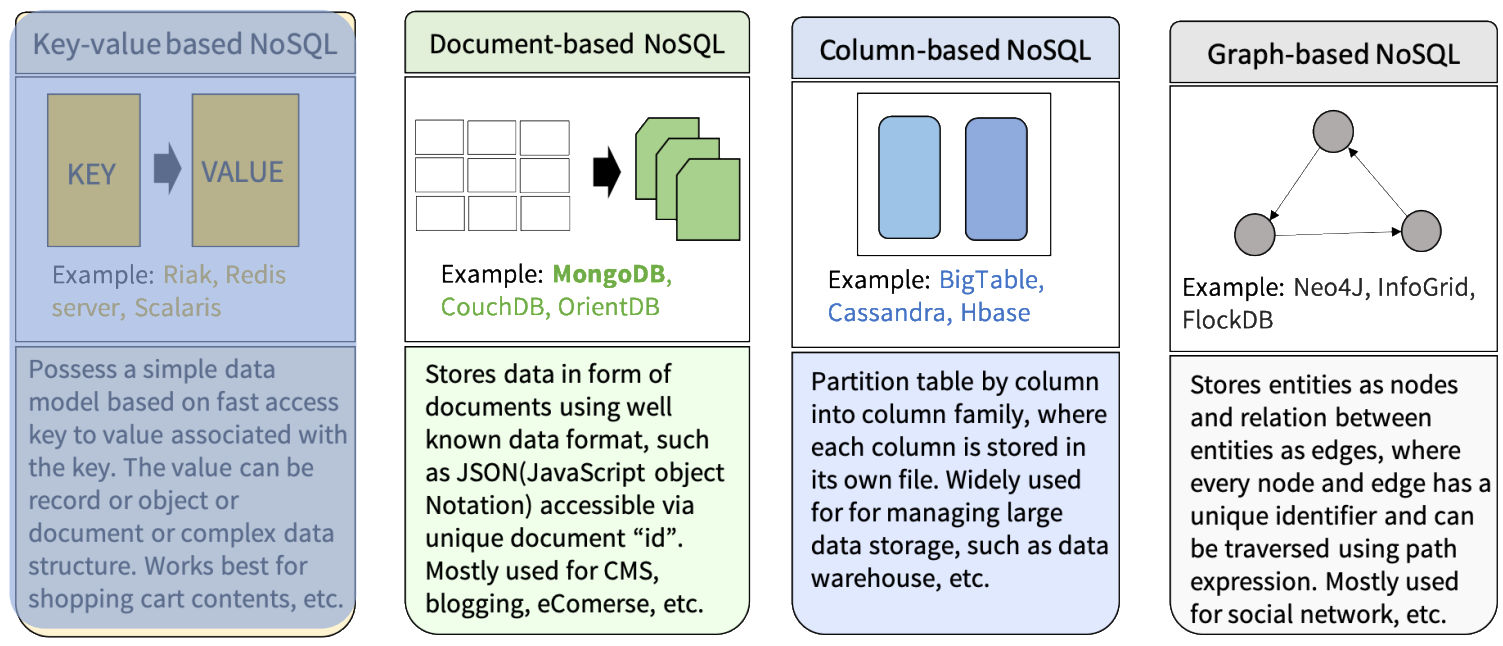 Key-value based NoSQL
KEY
VALUE
Example: Riak, Redis
server, Scalaris
Possess a simple data
model based on fast access
key to value associated with
the key. The value can be
record or object or
document or complex data
structure. Works best for
shopping cart contents, etc.
Document-based NoSQL
Example: MongoDB,
CouchDB, OrientDB
Stores data in form of
documents using well
known data format, such
as JSON(JavaScript object
Notation) accessible via
unique document “id”.
Mostly used for CMS,
blogging, eComerse, etc.
Column-based NoSQL
Example: BigTable,
Cassandra, Hbase
Partition table by column
into column family, where
each column is stored in
its own file. Widely used
for for managing large
data storage, such as data
warehouse, etc.
Graph-based NoSQL
Example: Neo4J, InfoGrid,
FlockDB
Stores entities as nodes
and relation between
entities as edges, where
every node and edge has a
unique identifier and can
be traversed using path
expression. Mostly used
for social network, etc.